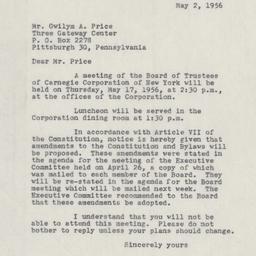 May 2, 1956
Mr. Gwilym A. Price
Three Gateway Center
P. O. Box 2278
Pittsburgh 30, Pennsylvania
Dear Mr. Price
A meeting of the Board of Trustees
of Carnegie Corporation of New York will be
held on Thursday, May 17, 1956, at 2:30 p.m.,
at the offices of the Corporation.
Luncheon will be served in the
Corporation dining room at 1:30 p.m.
In accordance with Article VII of
the Constitution, notice is hereby given that
amendments to the Constitution and Bylaws will
be proposed. These amendments were stated in
the agenda for the meeting of the Executive
Committee held on April 26, a copy of which
was mailed to each member of the Board. They
will be re-stated in the agenda for the Board
meeting which will be mailed next week. The
Executive Committee recommended to the Board
that these amendments be adopted.
I understand that you will not be
able to attend this meeting. Please do not
bother to reply unless your plans should change.
Sincerely yours